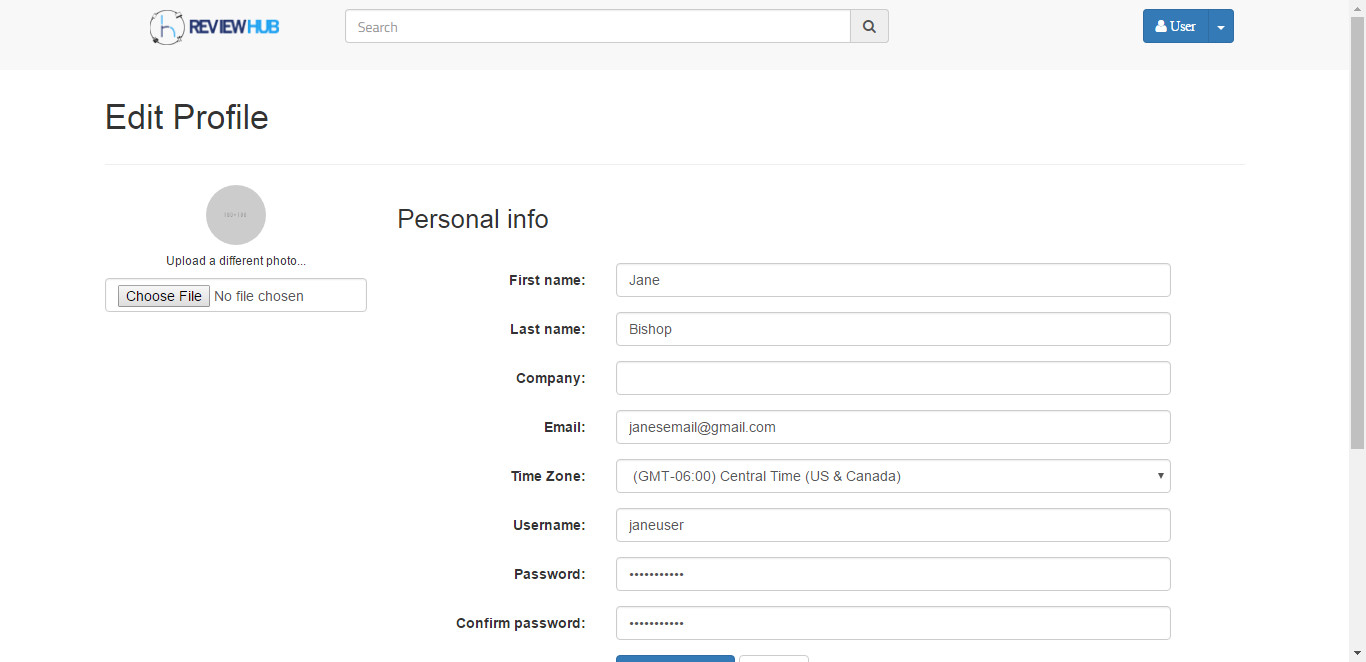 h REVIEWHUB
Search
User
Edit Profile
Upload a different photo...
Choose File No file chosen
Personal info
First name: Jane
Last name: Bishop
Company:
Email: janesemail@gmail.com
Time Zone: (GMT-06:00) Central Time (US & Canada)
Username: janeuser
Password: •••••••••••
Confirm password: •••••••••••